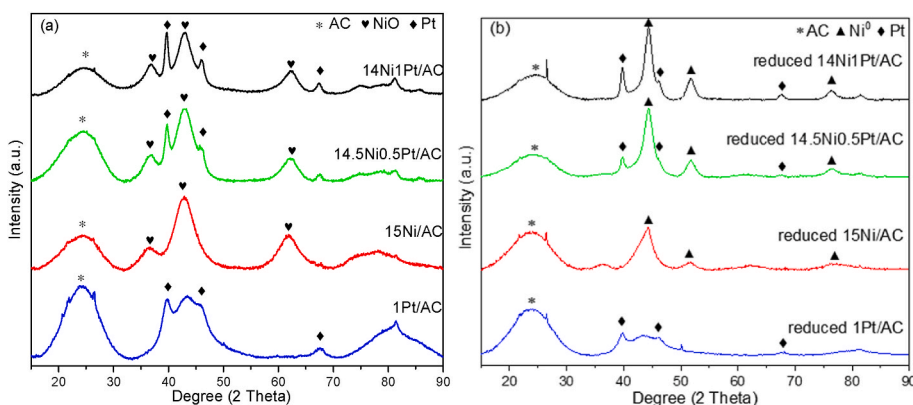 (a) * AC ♥ NiO ♦ Pt
14Ni1Pt/AC
14.5Ni0.5Pt/AC
15Ni/AC
1Pt/AC
Intensity (a.u.)
20 30 40 50 60 70 80 90
Degree (2 Theta)
(b) * AC ▲ Ni⁰ ♦ Pt
reduced 14Ni1Pt/AC
reduced 14.5Ni0.5Pt/AC
reduced 15Ni/AC
reduced 1Pt/AC
Intensity (a.u.)
20 30 40 50 60 70 80 90
Degree (2 Theta)